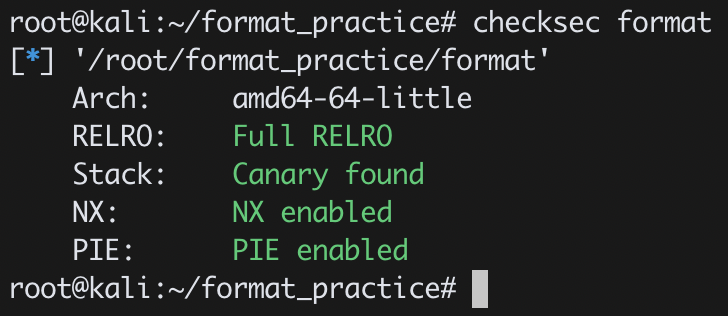 root@kali:~/format_practice# checksec format
[*] '/root/format_practice/format'
    Arch:     amd64-64-little
    RELRO:    Full RELRO
    Stack:    Canary found
    NX:       NX enabled
    PIE:      PIE enabled
root@kali:~/format_practice#